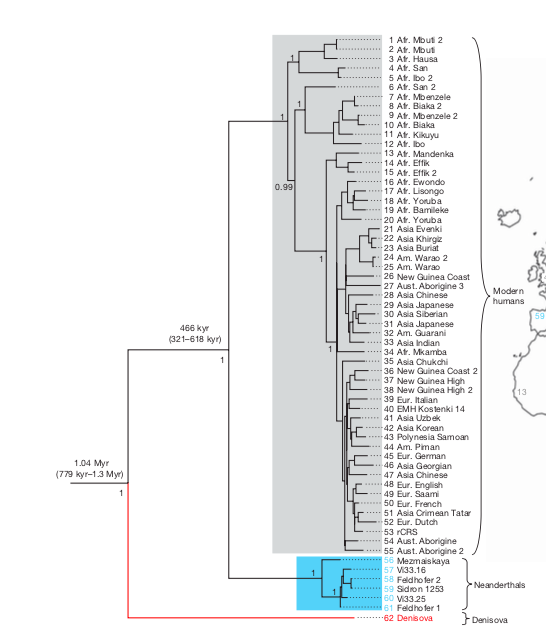 1 Afr. Mbuti 2
2 Afr. Mbuti
3 Afr. Hausa
4 Afr. San
5 Afr. Ibo 2
6 Afr. San 2
7 Afr. Mbenzele
8 Afr. Biaka 2
9 Afr. Mbenzele 2
10 Afr. Biaka
11 Afr. Kikuyu
12 Afr. Ibo
13 Afr. Mandenka
14 Afr. Effik
15 Afr. Effik 2
16 Afr. Ewondo
17 Afr. Lisongo
18 Afr. Yoruba
19 Afr. Bamileke
20 Afr. Yoruba
21 Asia Evenki
22 Asia Khirgiz
23 Asia Buriat
24 Am. Warao 2
25 Am. Warao
26 New Guinea Coast
27 Aust. Aborigine 3
28 Asia Chinese
29 Asia Japanese
30 Asia Siberian
31 Asia Japanese
32 Am. Guarani
33 Asia Indian
34 Afr. Mkamba
35 Asia Chukchi
36 New Guinea Coast 2
37 New Guinea High
38 New Guinea High 2
39 Eur. Italian
40 EMH Kostenki 14
41 Asia Uzbek
42 Asia Korean
43 Polynesia Samoan
44 Am. Piman
45 Eur. German
46 Asia Georgian
47 Asia Chinese
48 Eur. English
49 Eur. Saami
50 Eur. French
51 Asia Crimean Tatar
52 Eur. Dutch
53 rCRS
54 Aust. Aborigine
55 Aust. Aborigine 2
56 Mezmaiskaya
57 Vi33.16
58 Feldhofer 2
59 Sidron 1253
60 Vi33.25
61 Feldhofer 1
62 Denisova
Modern
humans
Neanderthals
Denisova
1
1
1
0.99
1
1
466 kyr
(321–618 kyr)
1
1.04 Myr
(779 kyr–1.3 Myr)
1
1
1
59
13